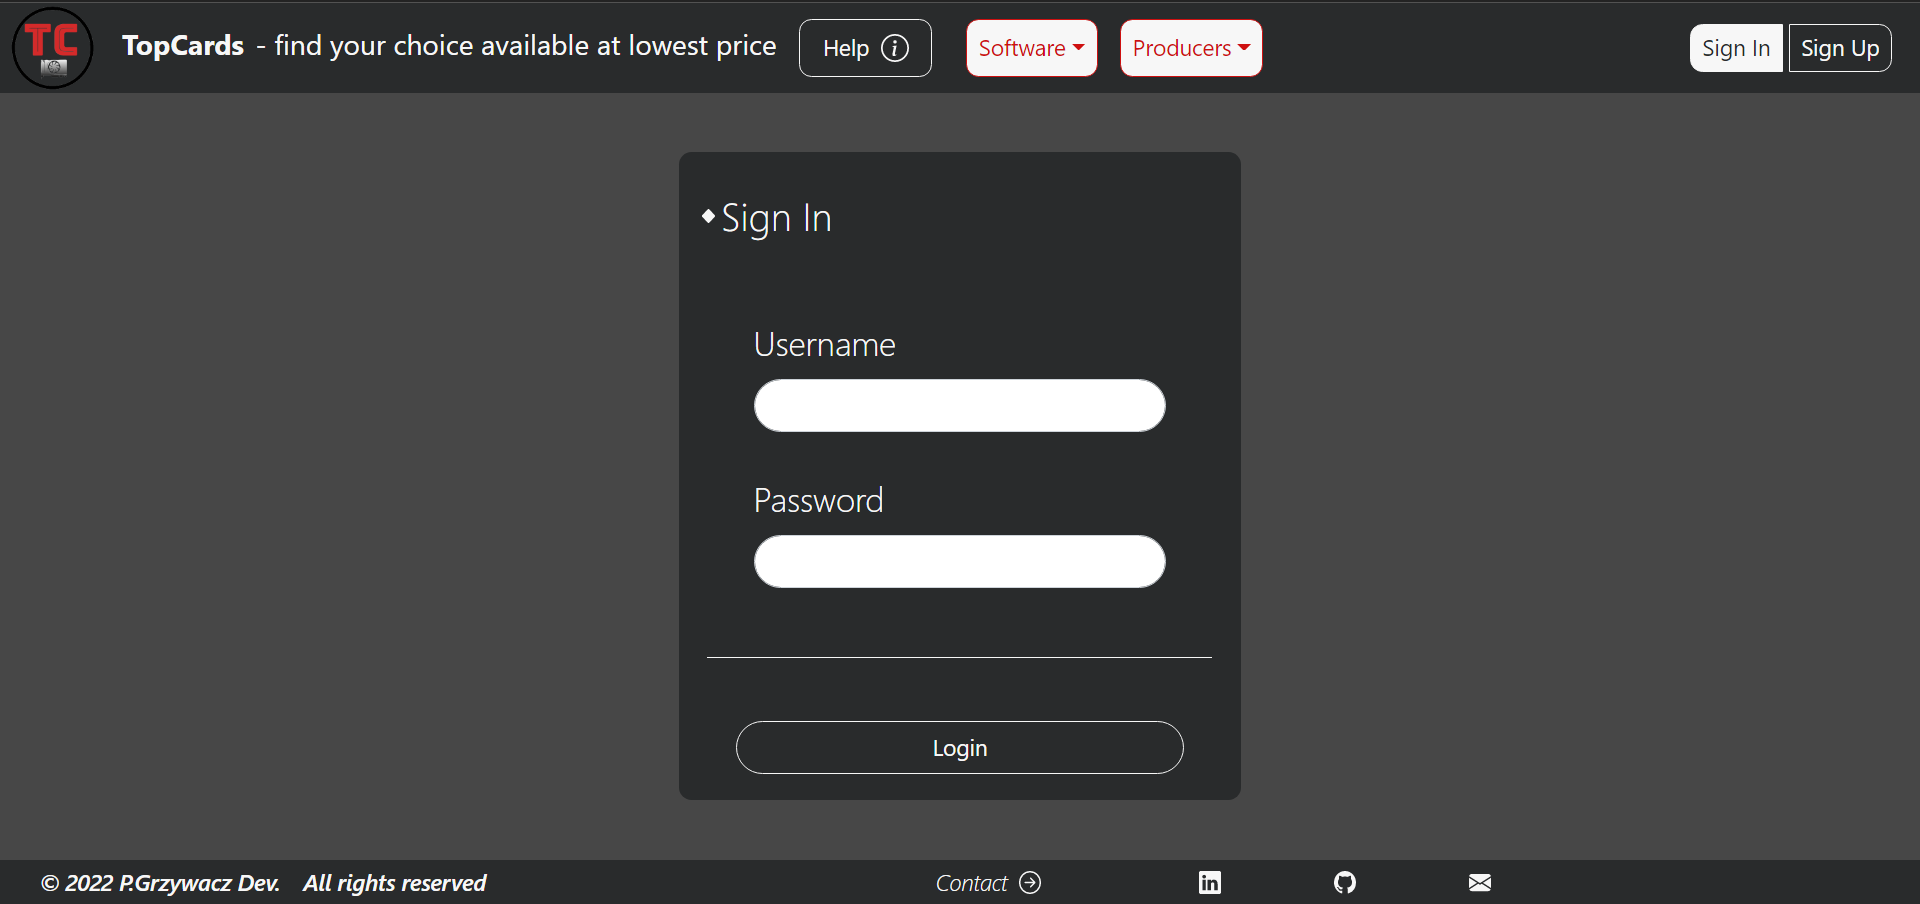 TC
TopCards - find your choice available at lowest price Help Software Producers Sign In Sign Up
Sign In
Username
Password
Login
© 2022 P.Grzywacz Dev. All rights reserved Contact